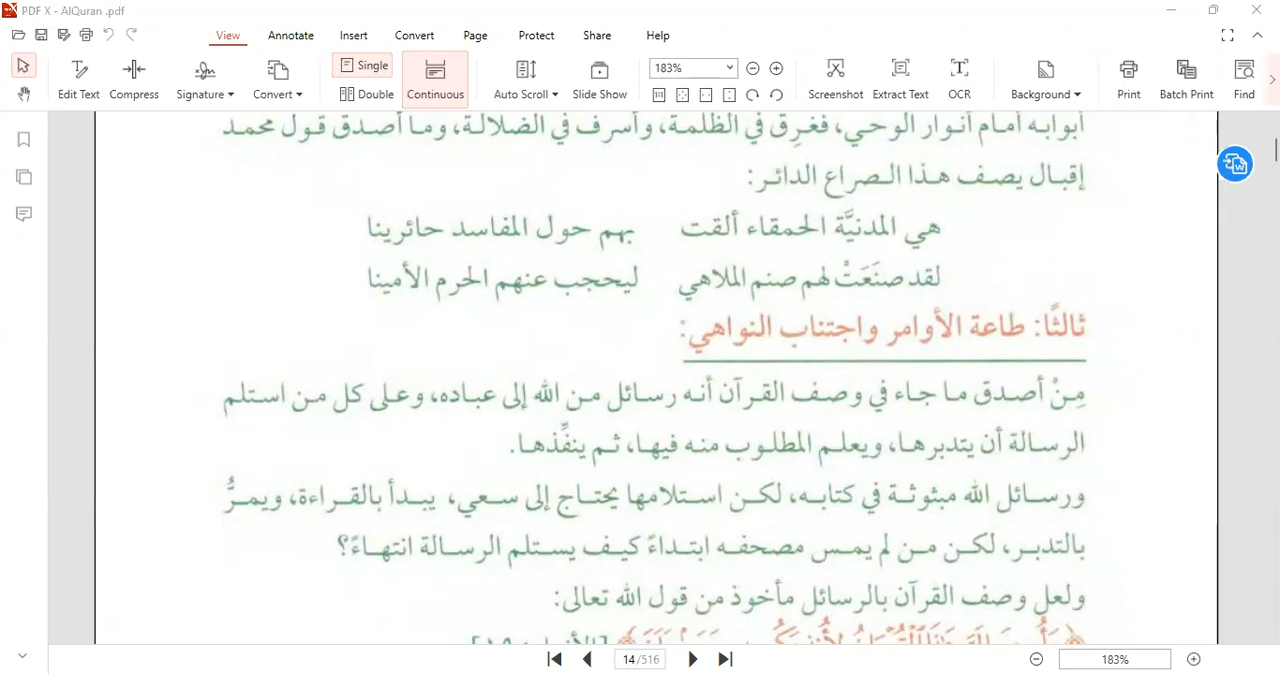 PDF X - AlQuran .pdf
View Annotate Insert Convert Page Protect Share Help
Edit Text Compress Signature Convert Single Double Continuous Auto Scroll Slide Show 183% Screenshot Extract Text OCR Background Print Batch Print Find
أبوابه أمام أنوار الوحي، فغرِق في الظلمة، وأسرف في الضلالة، وما أصدق قول محمد
إقبال يصف هذا الصراع الدائر:
هي المدنيَّة الحمقاء ألقت بهم حول المفاسد حائرينا
لقد صنَعَتْ لهم صنم الملاهي ليحجب عنهم الحرم الأمينا
ثالثًا: طاعة الأوامر واجتناب النواهي:
مِنْ أصدق ما جاء في وصف القرآن أنه رسائل من الله إلى عباده، وعلى كل من استلم
الرسالة أن يتدبرها، ويعلم المطلوب منه فيها، ثم ينفِّذها.
ورسائل الله مبثوثة في كتابه، لكن استلامها يحتاج إلى سعي، يبدأ بالقراءة، ويمرُّ
بالتدبر، لكن من لم يمس مصحفه ابتداءً كيف يستلم الرسالة انتهاءً؟
ولعل وصف القرآن بالرسائل مأخوذ من قول الله تعالى:
14 /516 183%